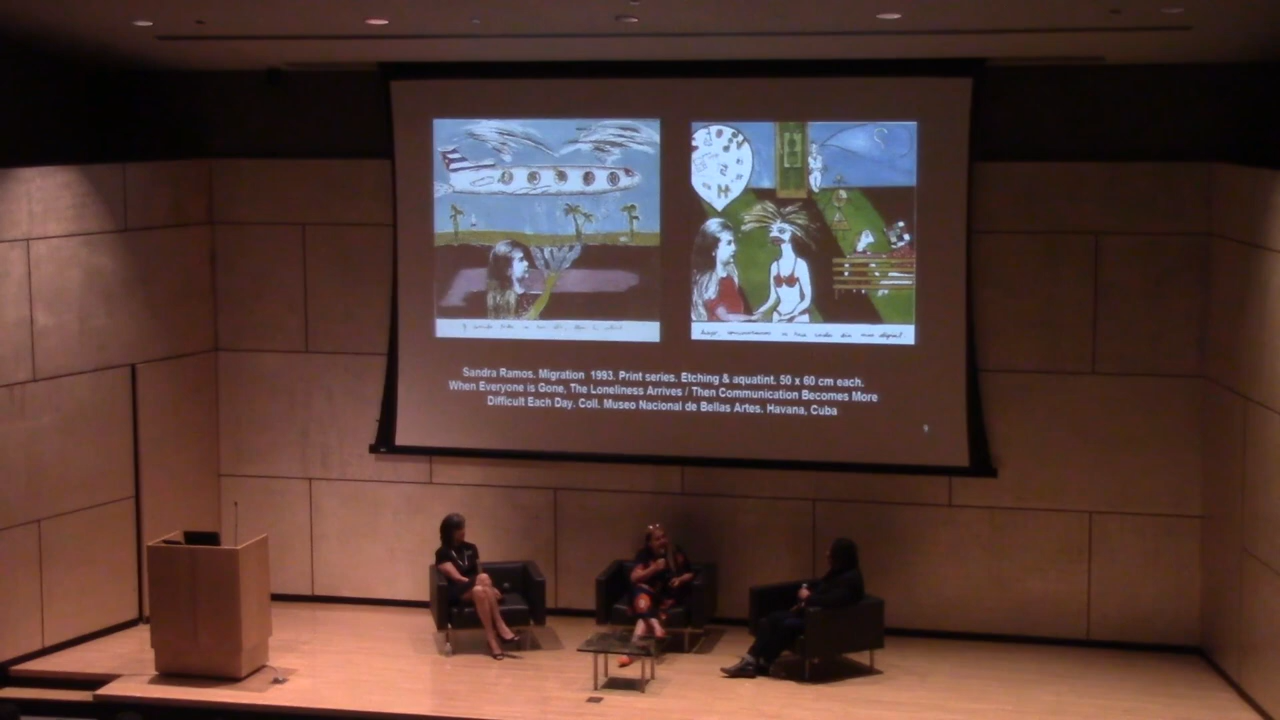 Sandra Ramos. Migration 1993. Print series. Etching & aquatint. 50 x 60 cm each.
When Everyone is Gone, The Loneliness Arrives / Then Communication Becomes More
Difficult Each Day. Coll. Museo Nacional de Bellas Artes. Havana, Cuba
9